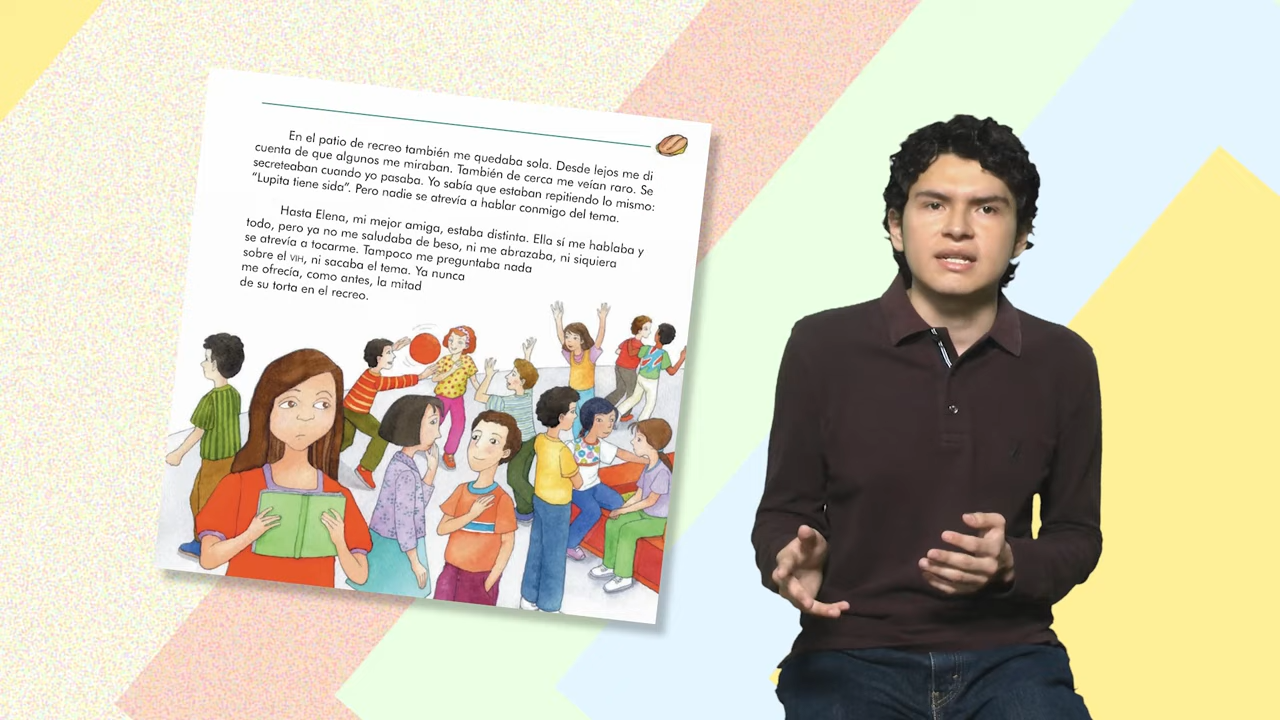 En el patio de recreo también me quedaba sola. Desde lejos me di
cuenta de que algunos me miraban. También de cerca me veían raro. Se
secreteaban cuando yo pasaba. Yo sabía que estaban repitiendo lo mismo:
“Lupita tiene sida”. Pero nadie se atrevía a hablar conmigo del tema.
Hasta Elena, mi mejor amiga, estaba distinta. Ella sí me hablaba y
todo, pero ya no me saludaba de beso, ni me abrazaba, ni siquiera
se atrevía a tocarme. Tampoco me preguntaba nada
sobre el VIH, ni sacaba el tema. Ya nunca
me ofrecía, como antes, la mitad
de su torta en el recreo.